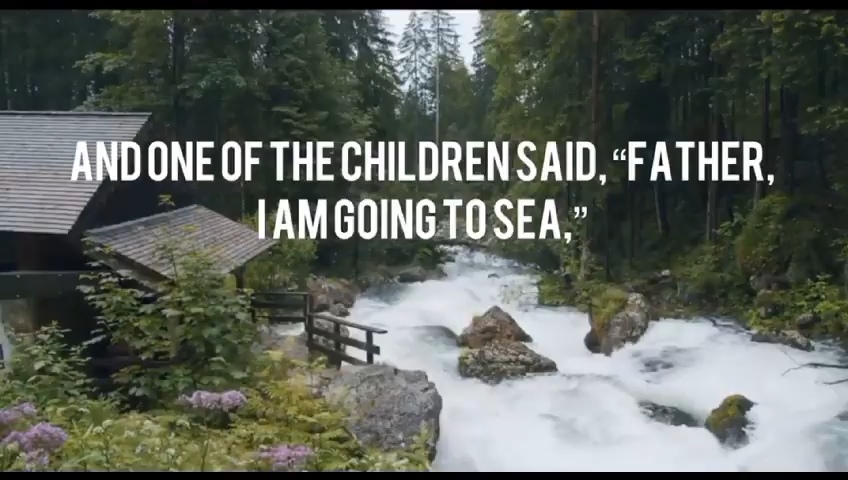 AND ONE OF THE CHILDREN SAID, “FATHER,
I AM GOING TO SEA,”